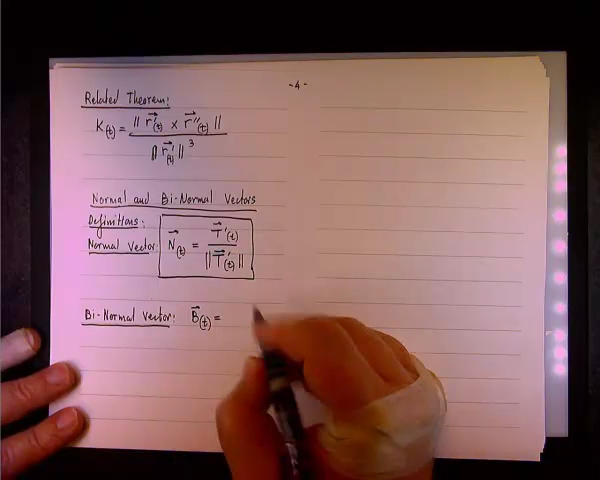 -4-
Related Theorem:
K(t) = || r⃗'(t) × r⃗''(t) || / || r⃗'(t) ||³
Normal and Bi-Normal Vectors
Definitions:
Normal Vector: N⃗(t) = T⃗'(t) / || T⃗'(t) ||
Bi-Normal Vector: B⃗(t) =